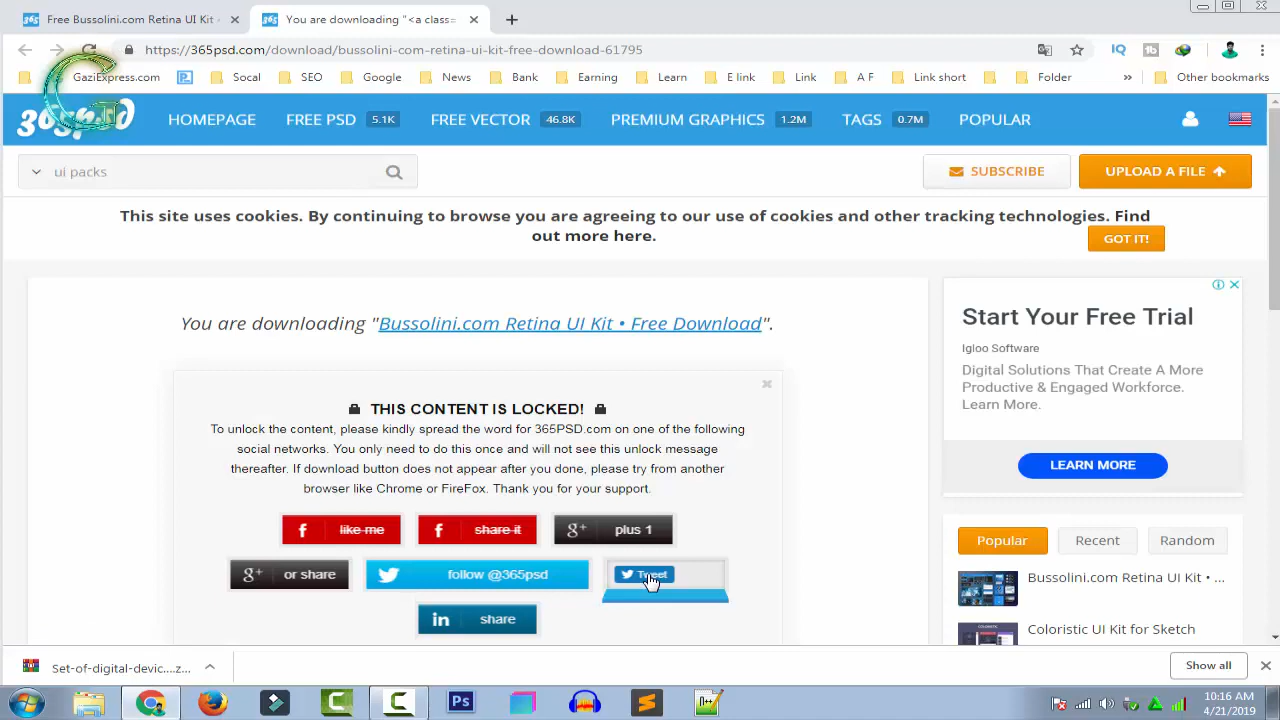 Free Bussolini.com Retina UI Kit
You are downloading "<a class=
https://365psd.com/download/bussolini-com-retina-ui-kit-free-download-61795
GaziExpress.com
Socal
SEO
Google
News
Bank
Earning
Learn
E link
Link
A F
Link short
Folder
»
Other bookmarks
365psd
HOMEPAGE
FREE PSD 5.1K
FREE VECTOR 46.8K
PREMIUM GRAPHICS 1.2M
TAGS 0.7M
POPULAR
ui packs
SUBSCRIBE
UPLOAD A FILE
This site uses cookies. By continuing to browse you are agreeing to our use of cookies and other tracking technologies. Find
out more here.
GOT IT!
You are downloading "Bussolini.com Retina UI Kit • Free Download".
THIS CONTENT IS LOCKED!
To unlock the content, please kindly spread the word for 365PSD.com on one of the following
social networks. You only need to do this once and will not see this unlock message
thereafter. If download button does not appear after you done, please try from another
browser like Chrome or FireFox. Thank you for your support.
like me
share it
g+ plus 1
g+ or share
follow @365psd
Tweet
in share
Start Your Free Trial
Igloo Software
Digital Solutions That Create A More
Productive & Engaged Workforce.
Learn More.
LEARN MORE
Popular
Recent
Random
Bussolini.com Retina UI Kit • ...
Coloristic UI Kit for Sketch
Set-of-digital-devic....z...
Show all
Ps
10:16 AM
4/21/2019